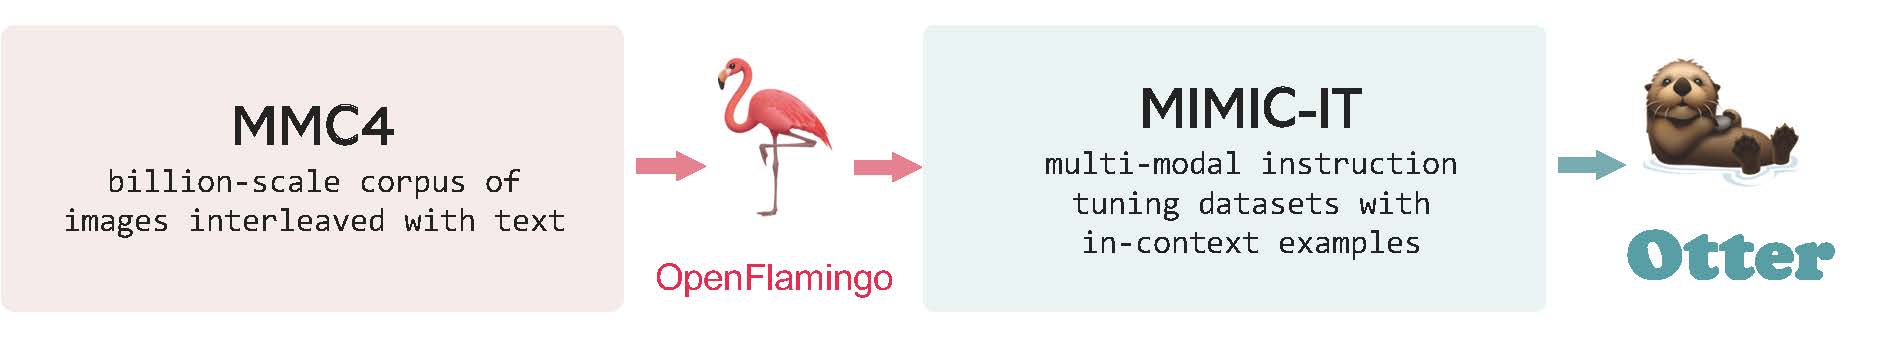 MMC4
billion-scale corpus of
images interleaved with text
OpenFlamingo
MIMIC-IT
multi-modal instruction
tuning datasets with
in-context examples
Otter